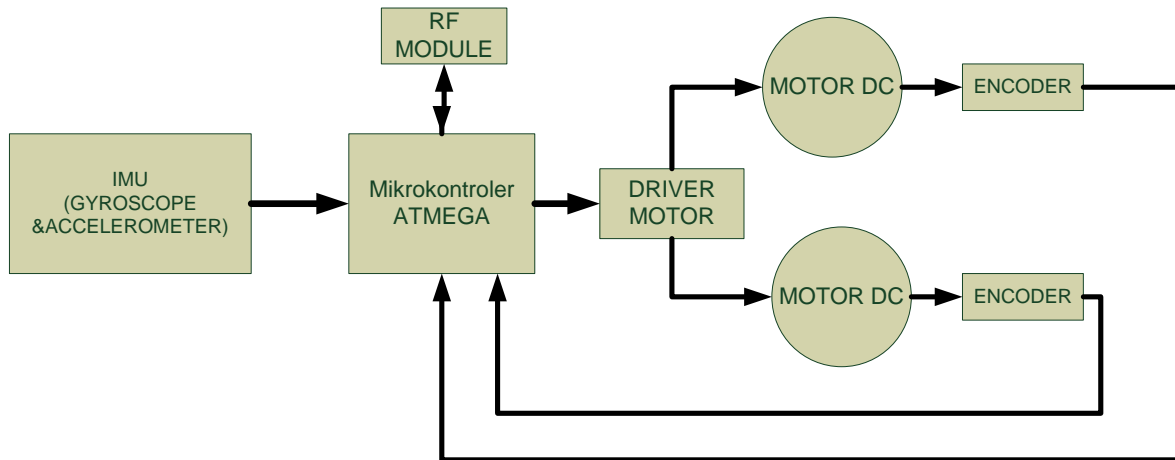 RF
MODULE
MOTOR DC
ENCODER
IMU
(GYROSCOPE
&ACCELEROMETER)
Mikrokontroler
ATMEGA
DRIVER
MOTOR
MOTOR DC
ENCODER